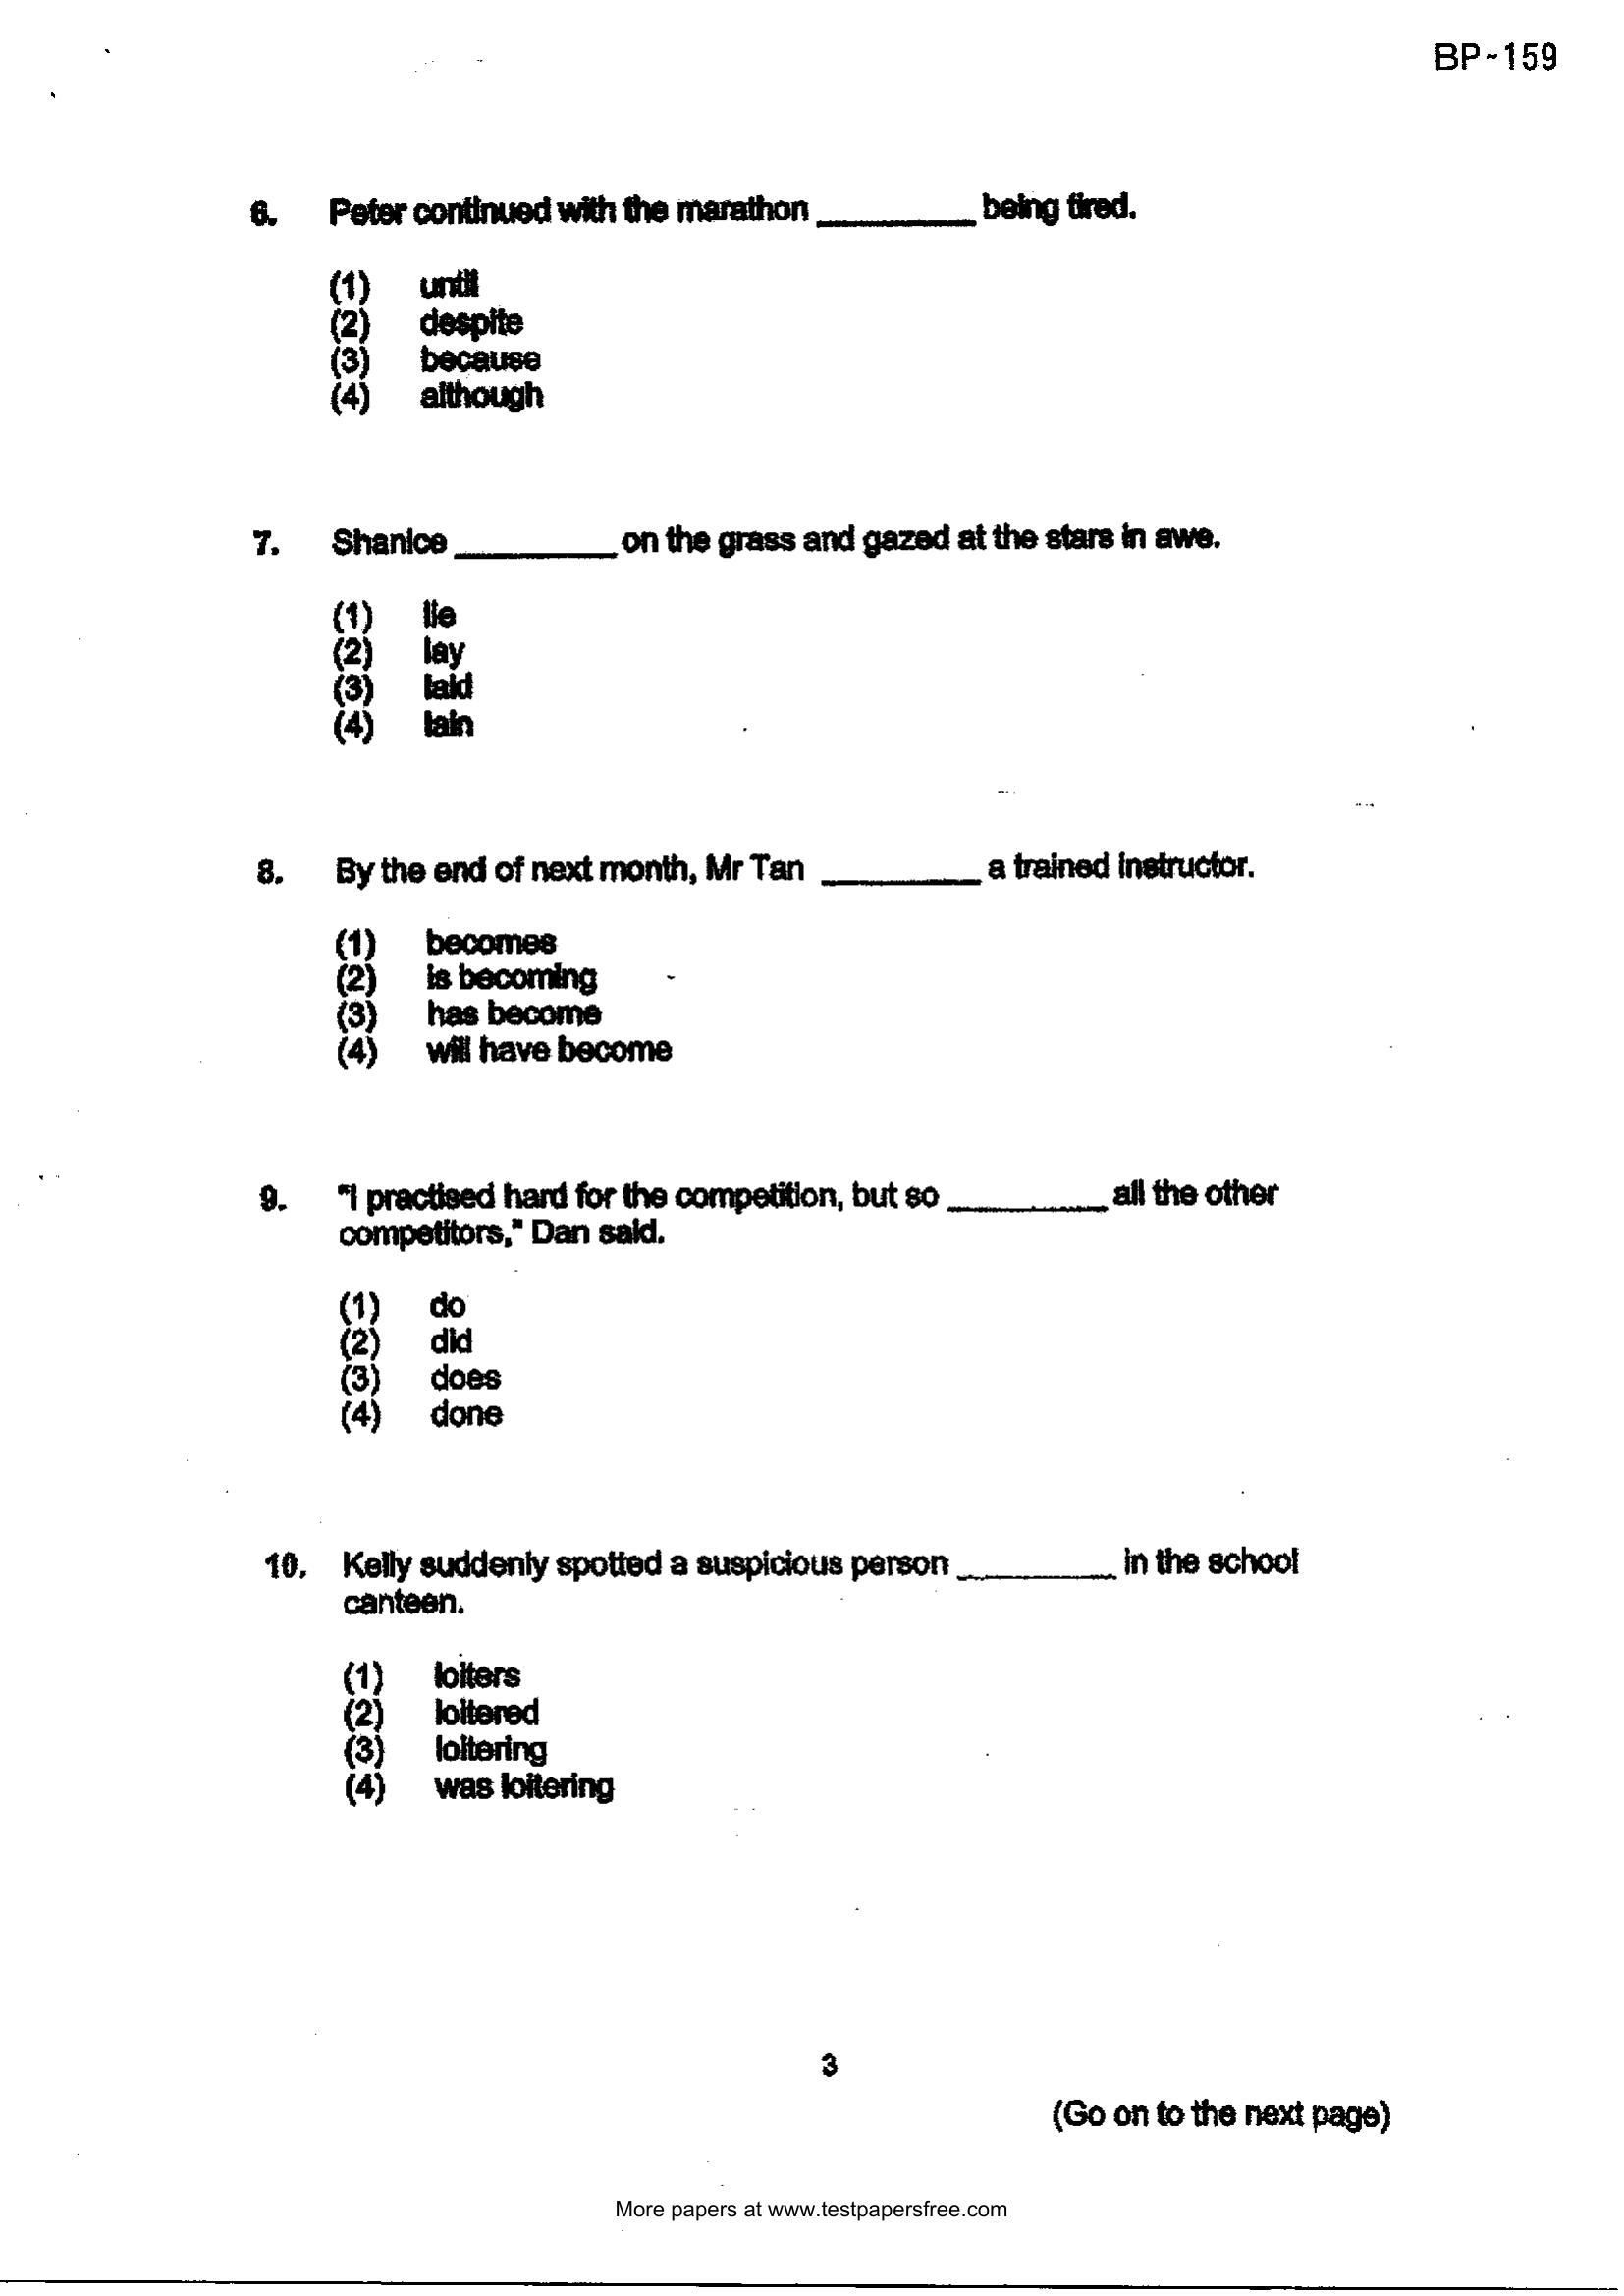 BP-159
6. Peter continued with the marathon __________ being tired.
(1) until
(2) despite
(3) because
(4) although
7. Shanice __________ on the grass and gazed at the stars in awe.
(1) lie
(2) lay
(3) laid
(4) lain
8. By the end of next month, Mr Tan __________ a trained instructor.
(1) becomes
(2) is becoming
(3) has become
(4) will have become
9. "I practised hard for the competition, but so __________ all the other
competitors," Dan said.
(1) do
(2) did
(3) does
(4) done
10. Kelly suddenly spotted a suspicious person __________ in the school
canteen.
(1) loiters
(2) loitered
(3) loitering
(4) was loitering
3
(Go on to the next page)
More papers at www.testpapersfree.com